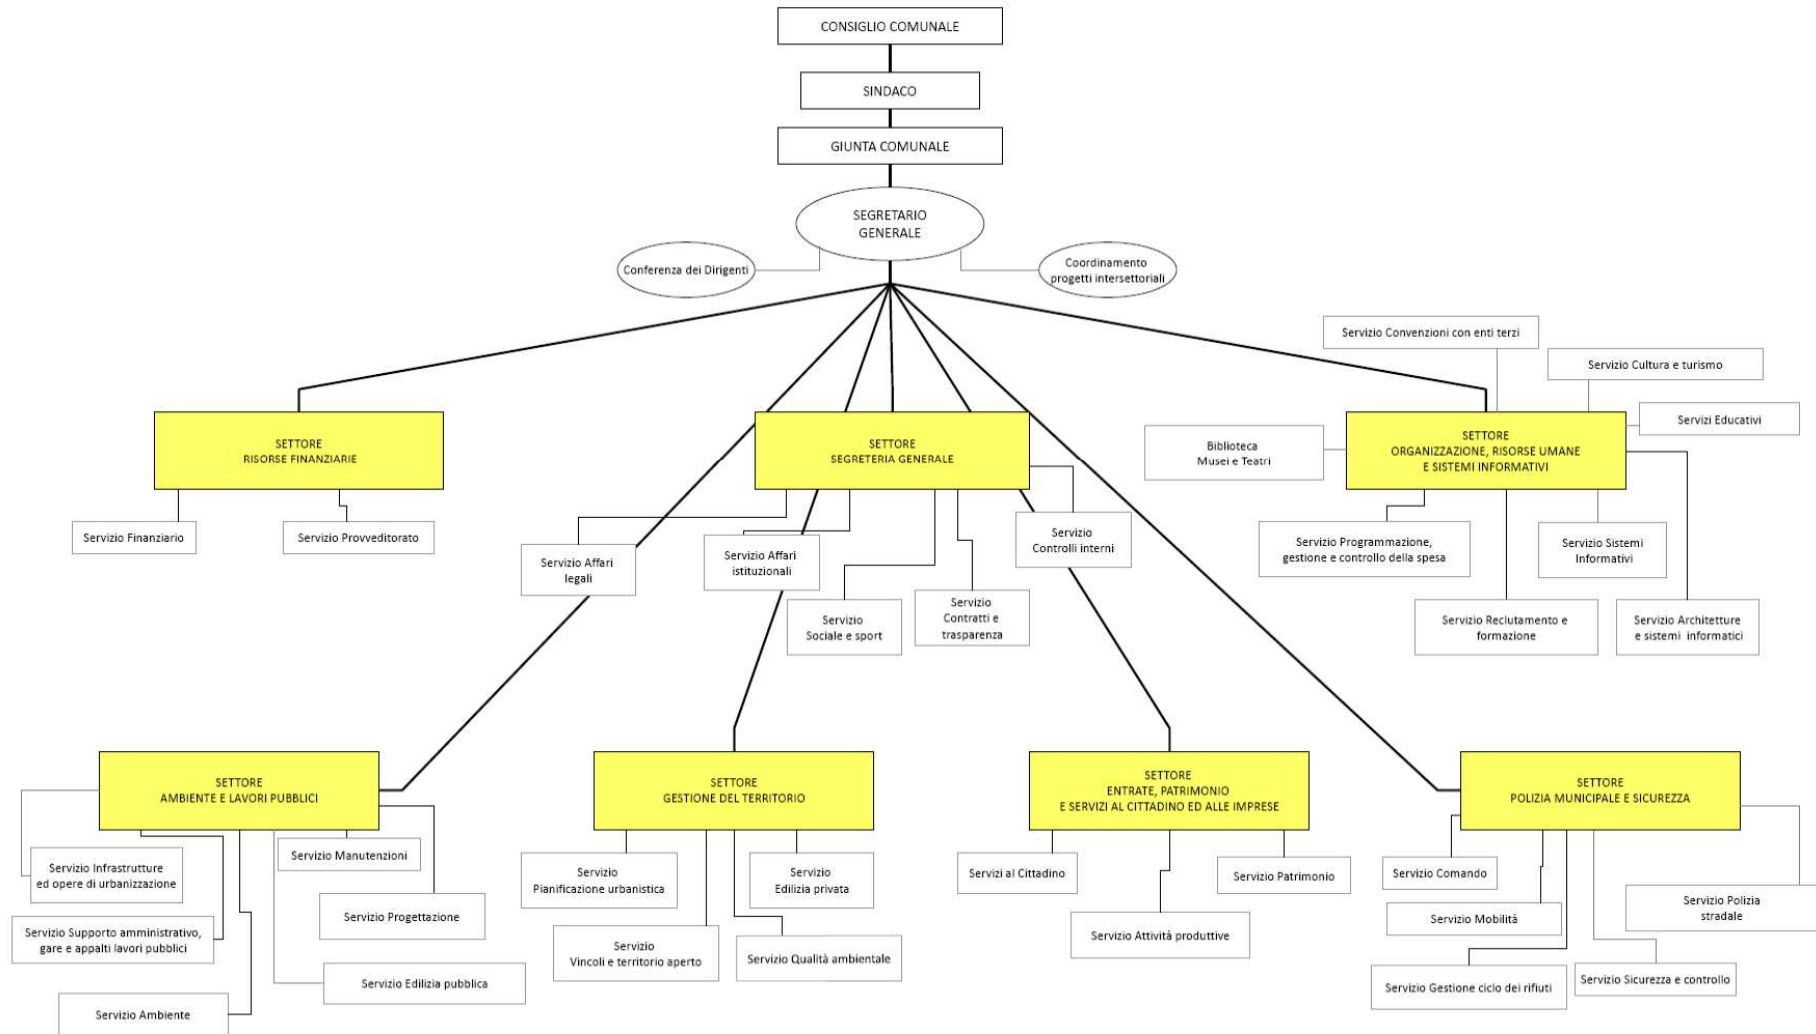 CONSIGLIO COMUNALE
SINDACO
GIUNTA COMUNALE
SEGRETARIO
GENERALE
Conferenza dei Dirigenti
Coordinamento
progetti intersettoriali
Servizio Convenzioni con enti terzi
Servizio Cultura e turismo
Servizi Educativi
Biblioteca
Musei e Teatri
SETTORE
RISORSE FINANZIARIE
SETTORE
SEGRETERIA GENERALE
SETTORE
ORGANIZZAZIONE, RISORSE UMANE
E SISTEMI INFORMATIVI
Servizio Finanziario
Servizio Provveditorato
Servizio Affari
legali
Servizio Affari
istituzionali
Servizio
Sociale e sport
Servizio
Contratti e
trasparenza
Servizio
Controlli interni
Servizio Programmazione,
gestione e controllo della spesa
Servizio Sistemi
Informativi
Servizio Reclutamento e
formazione
Servizio Architetture
e sistemi informatici
SETTORE
AMBIENTE E LAVORI PUBBLICI
SETTORE
GESTIONE DEL TERRITORIO
SETTORE
ENTRATE, PATRIMONIO
E SERVIZI AL CITTADINO ED ALLE IMPRESE
SETTORE
POLIZIA MUNICIPALE E SICUREZZA
Servizio Infrastrutture
ed opere di urbanizzazione
Servizio Manutenzioni
Servizio Progettazione
Servizio Supporto amministrativo,
gare e appalti lavori pubblici
Servizio Edilizia pubblica
Servizio Ambiente
Servizio
Pianificazione urbanistica
Servizio
Edilizia privata
Servizio
Vincoli e territorio aperto
Servizio Qualità ambientale
Servizi al Cittadino
Servizio Patrimonio
Servizio Attività produttive
Servizio Comando
Servizio Mobilità
Servizio Polizia
stradale
Servizio Gestione ciclo dei rifiuti
Servizio Sicurezza e controllo